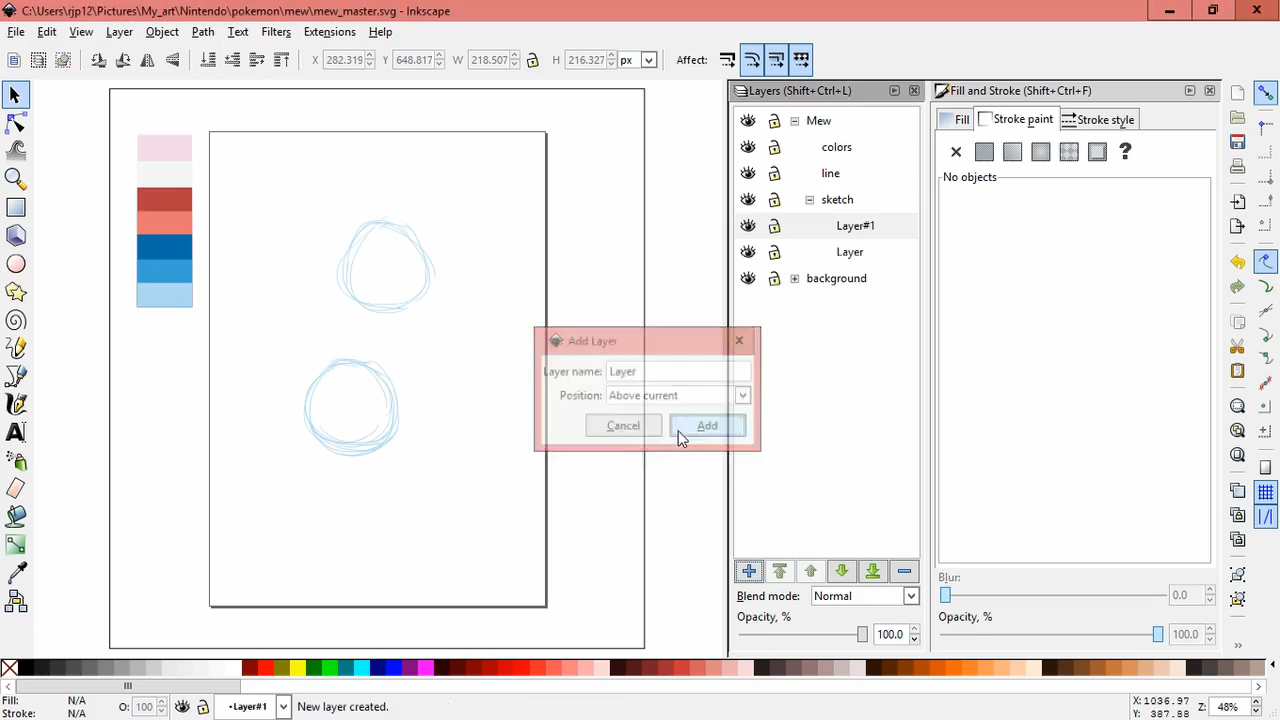 C:\Users\rjp12\Pictures\My_art\Nintendo\pokemon\mew\mew_master.svg - Inkscape
File Edit View Layer Object Path Text Filters Extensions Help
X 282.319 Y 648.817 W 218.507 H 216.327 px Affect:
Layers (Shift+Ctrl+L)
Fill and Stroke (Shift+Ctrl+F)
Mew
colors
line
sketch
Layer#1
Layer
background
Fill Stroke paint Stroke style
?
No objects
Add Layer
Layer name: Layer
Position: Above current
Cancel Add
Blend mode: Normal
Opacity, %
100.0
Blur:
0.0
Opacity, %
100.0
Fill: N/A
Stroke: N/A
O: 100
•Layer#1
New layer created.
X:1036.97
Y: 387.88
Z: 48%